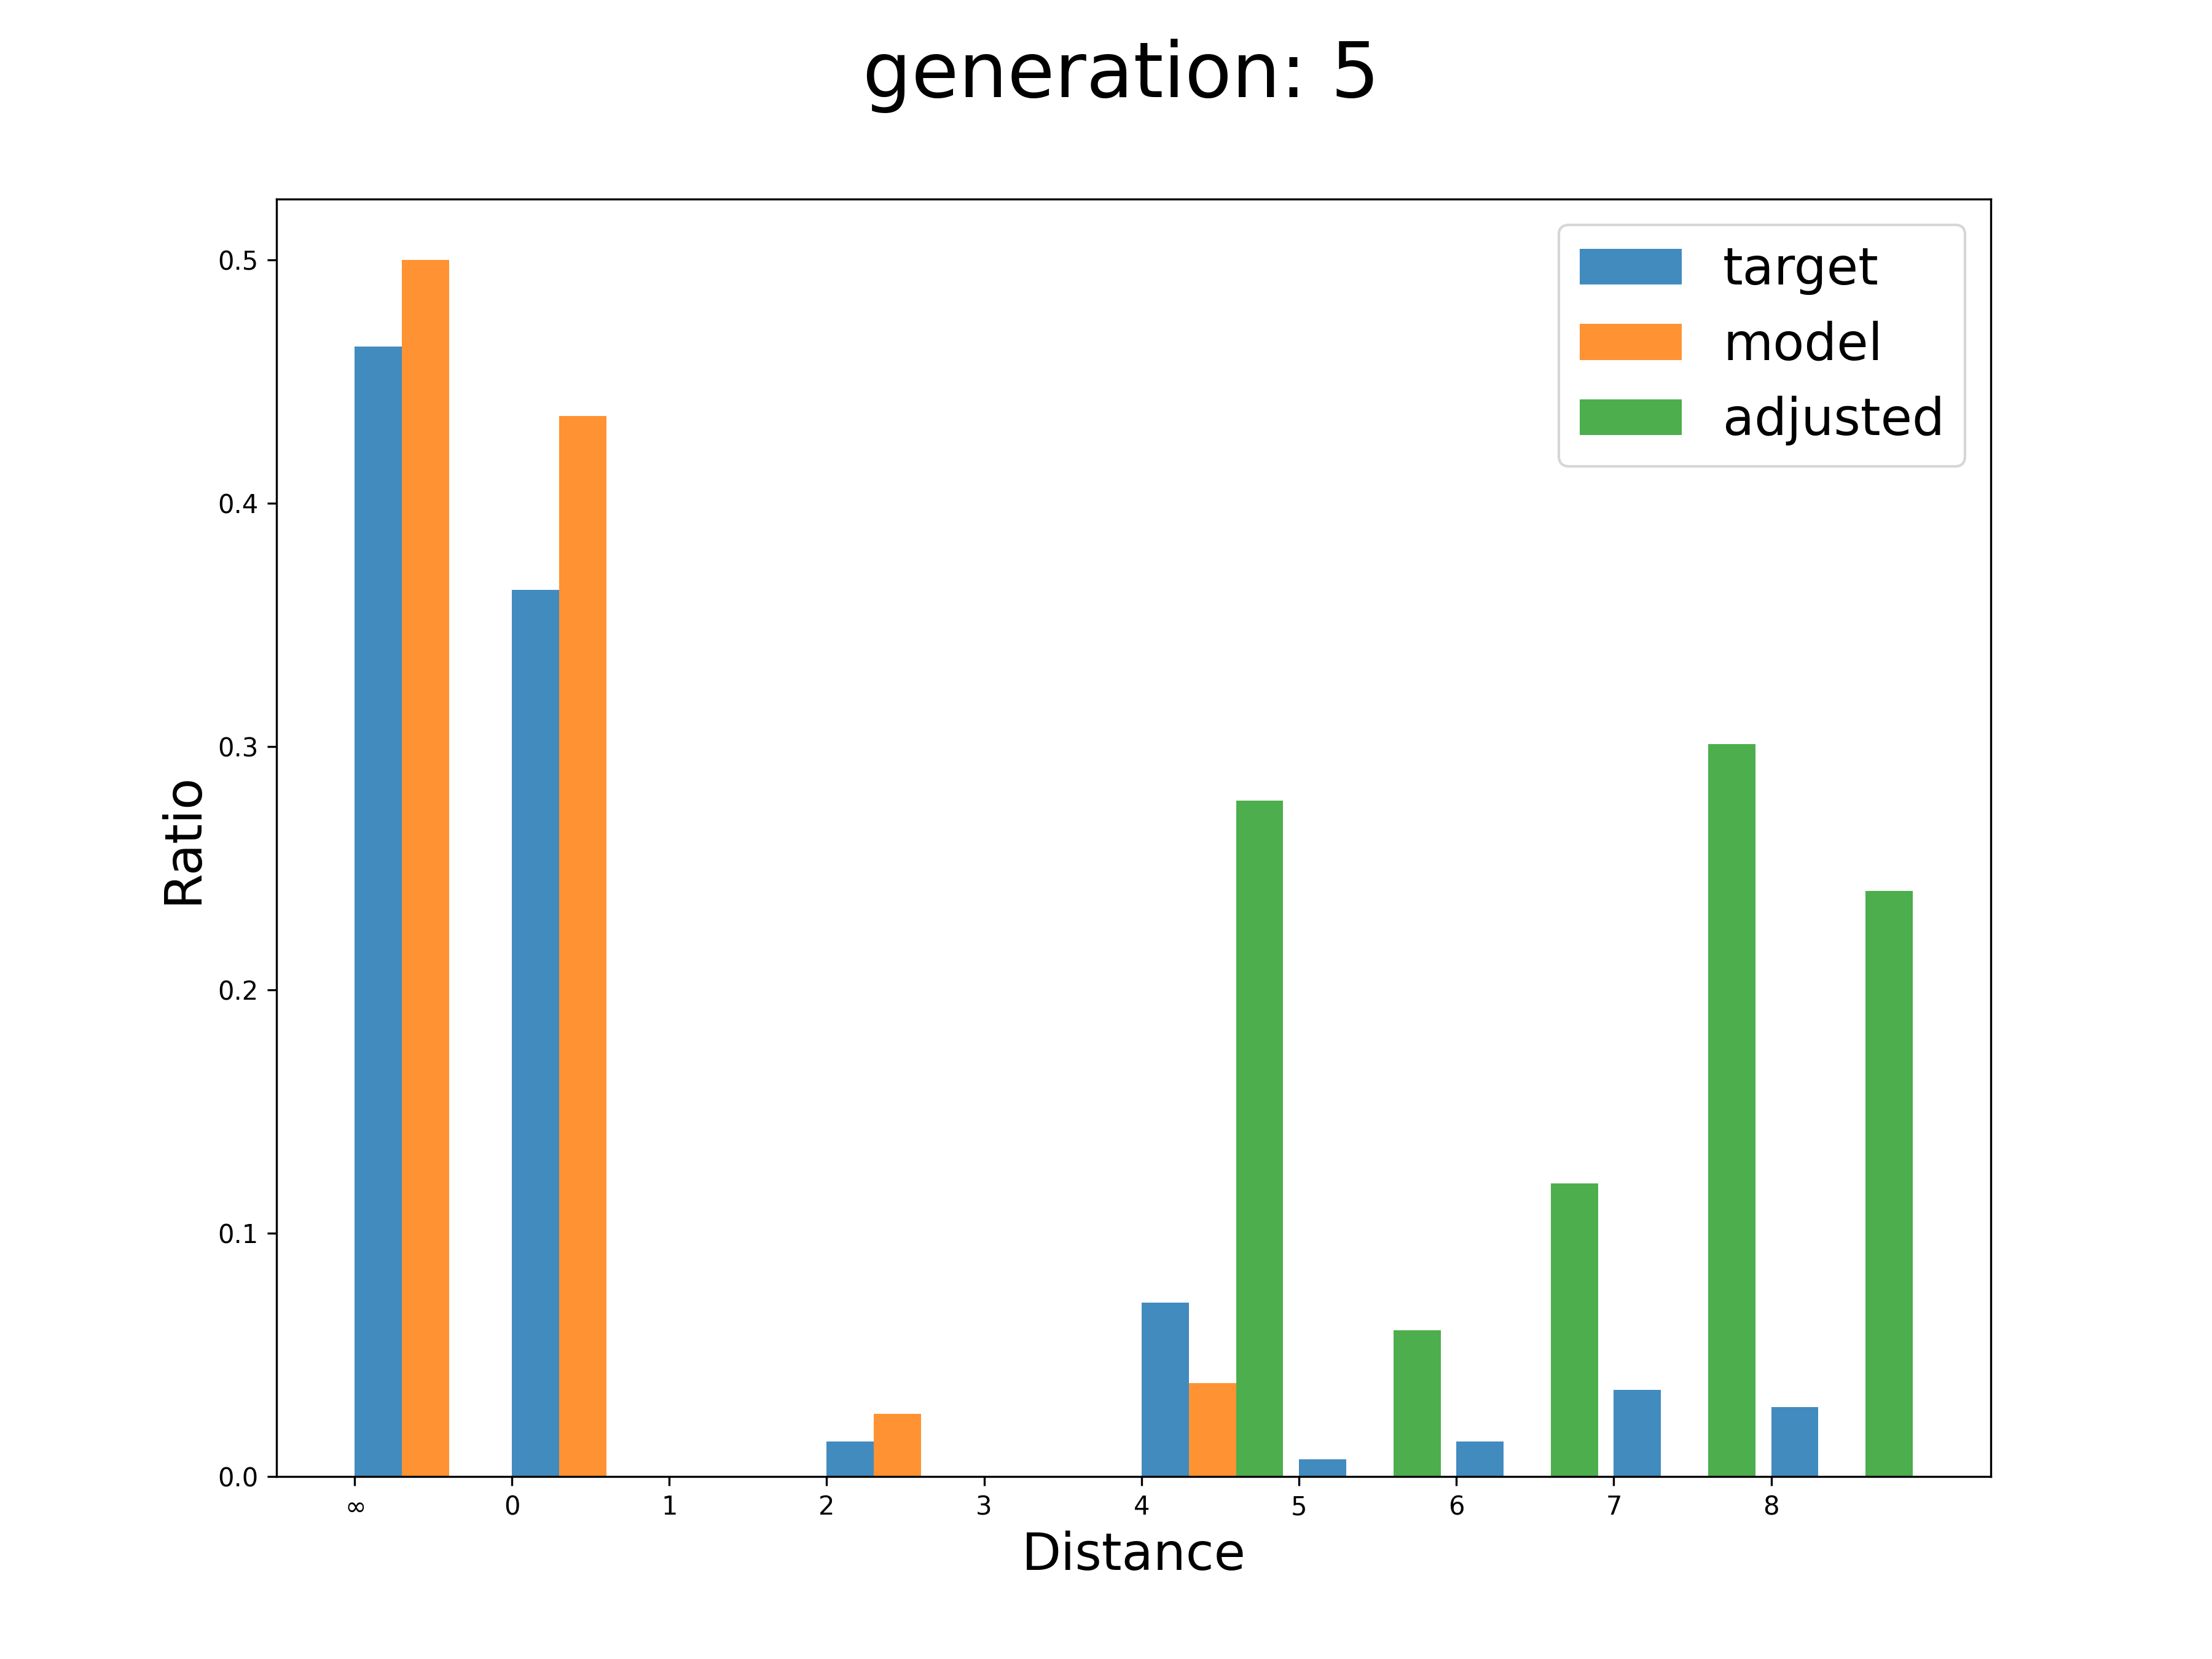 generation: 5
target
model
adjusted
Ratio
0.5
0.4
0.3
0.2
0.1
0.0
∞ 0 1 2 3 4 5 6 7 8
Distance